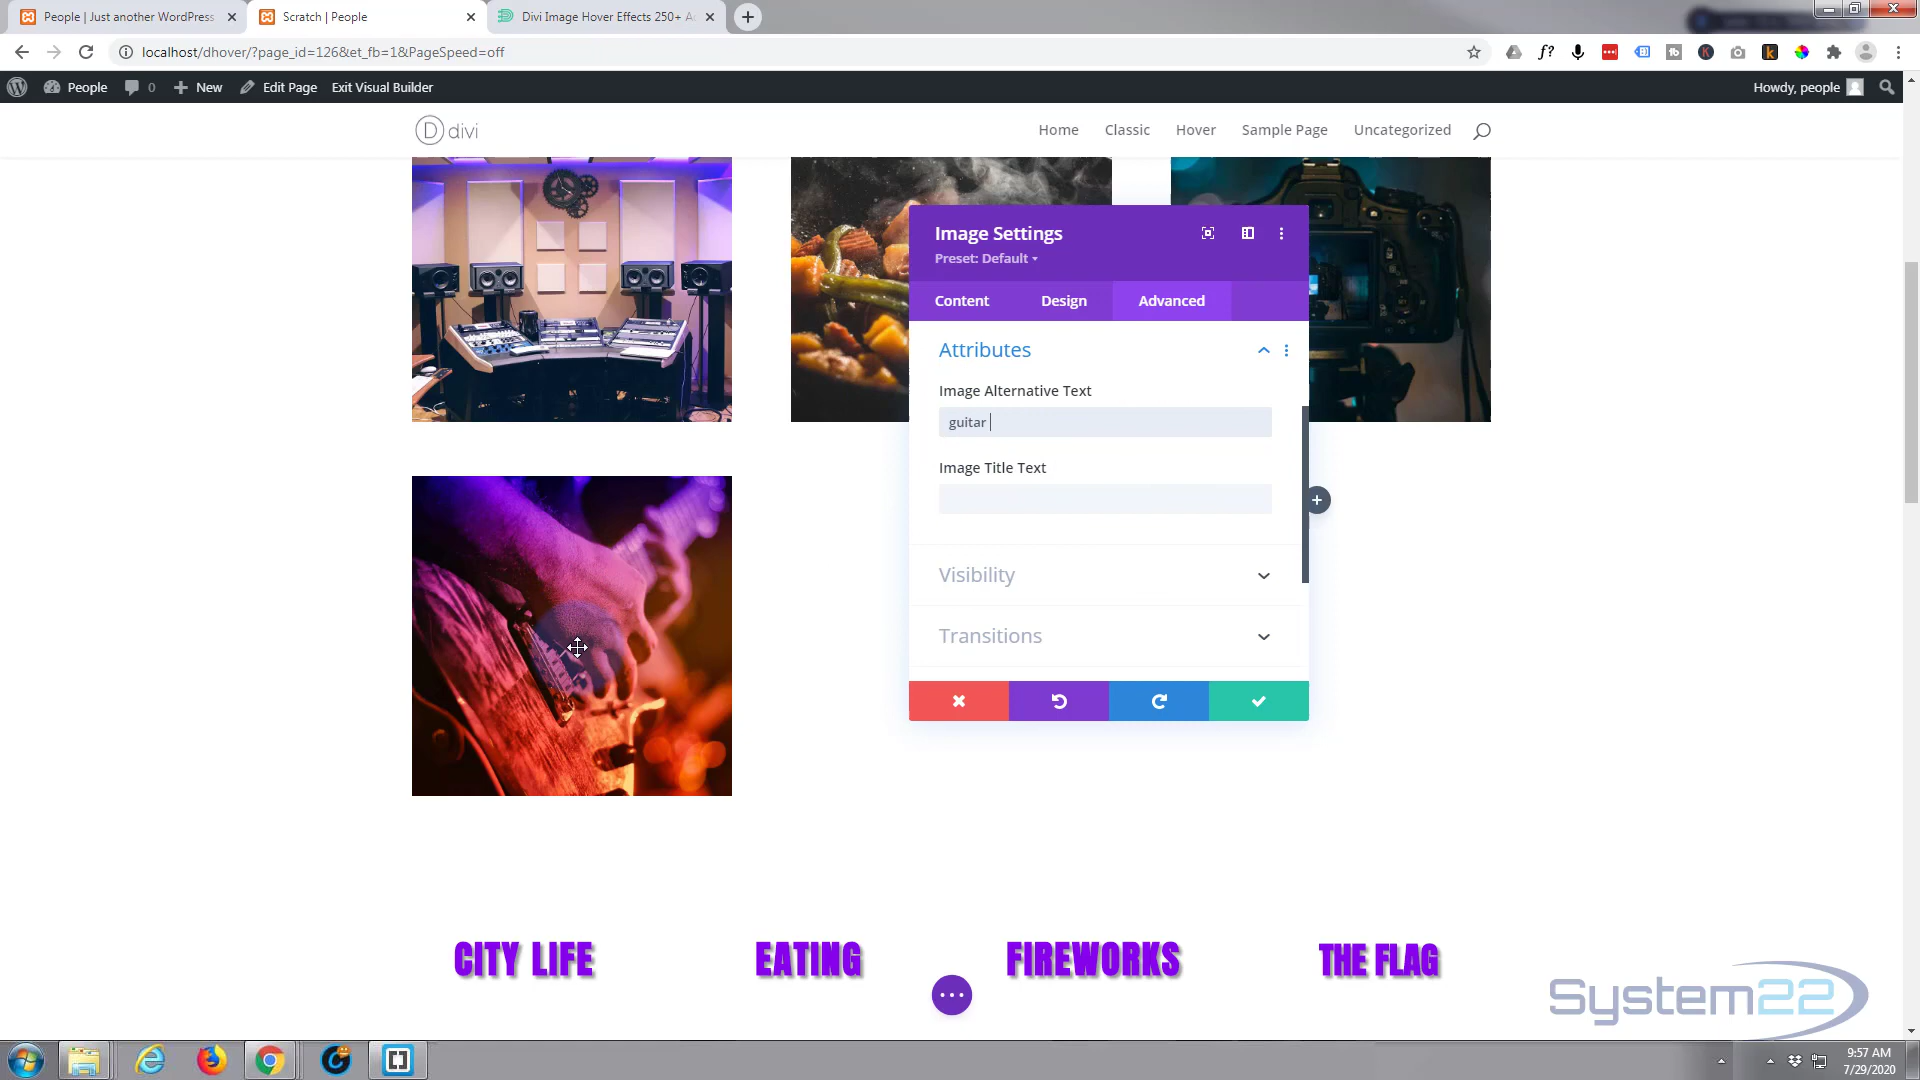 People | Just another WordPress
Scratch | People
Divi Image Hover Effects 250+ A
localhost/dhover/?page_id=126&et_fb=1&PageSpeed=off
f?
tb
K
k
People
0
New
Edit Page
Exit Visual Builder
Howdy, people
D divi
Home
Classic
Hover
Sample Page
Uncategorized
Image Settings
Preset: Default
Content
Design
Advanced
Attributes
Image Alternative Text
guitar
Image Title Text
Visibility
Transitions
CITY LIFE
EATING
FIREWORKS
THE FLAG
System22
9:57 AM
7/29/2020